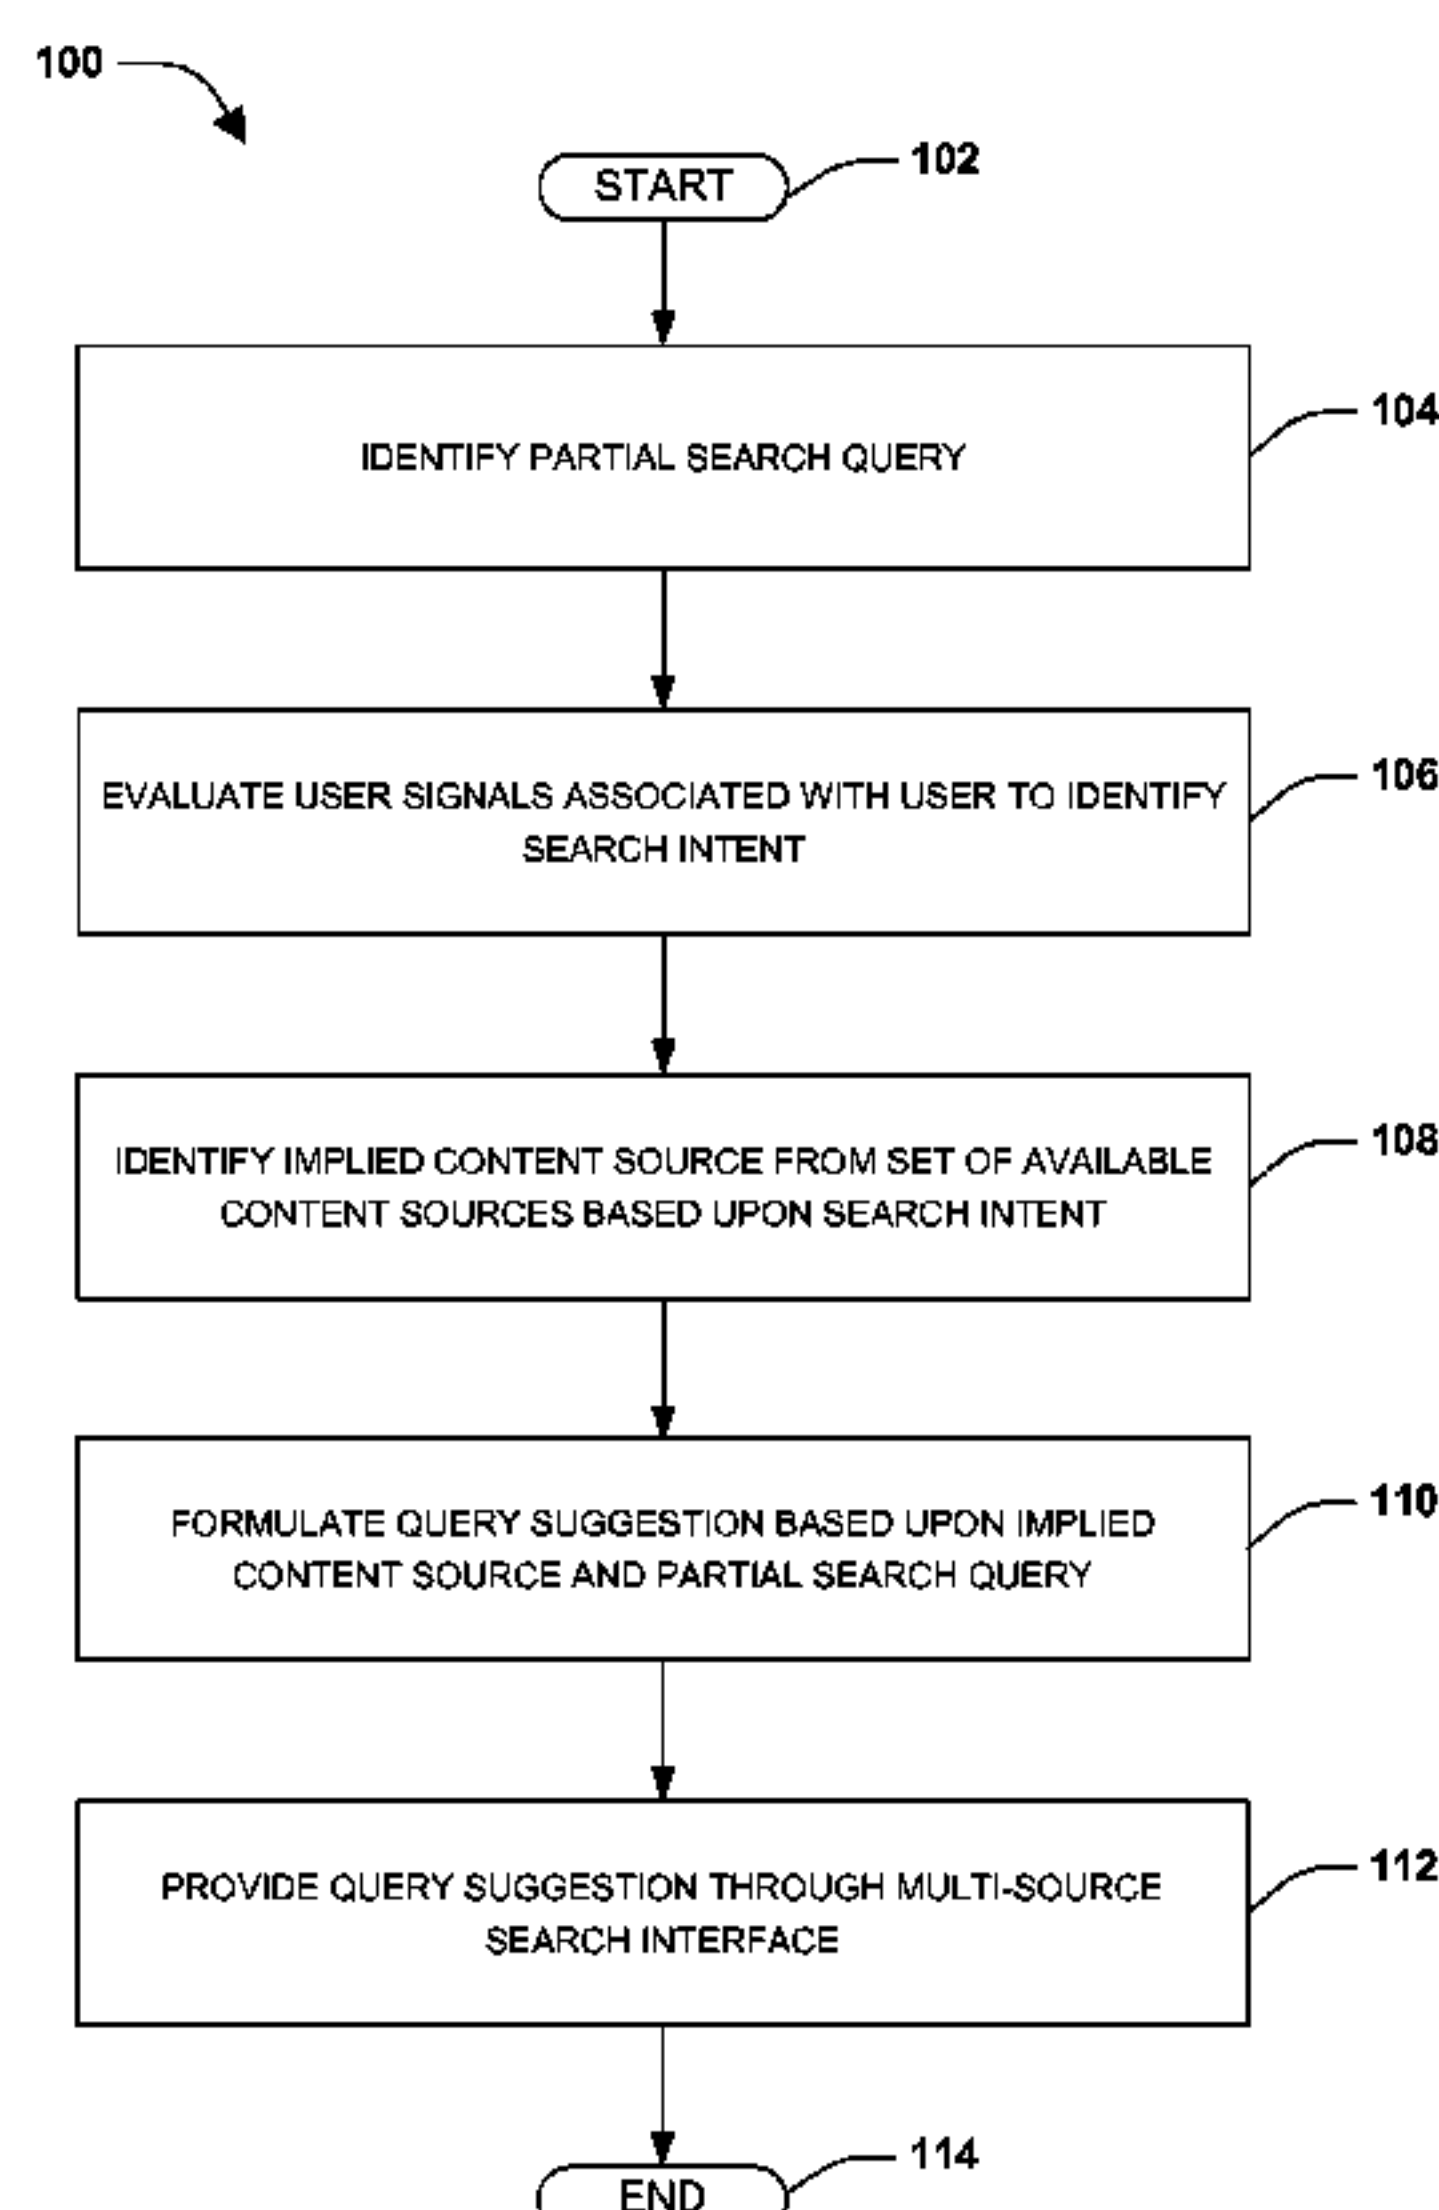 100
START
102
IDENTIFY PARTIAL SEARCH QUERY
104
EVALUATE USER SIGNALS ASSOCIATED WITH USER TO IDENTIFY
SEARCH INTENT
106
IDENTIFY IMPLIED CONTENT SOURCE FROM SET OF AVAILABLE
CONTENT SOURCES BASED UPON SEARCH INTENT
108
FORMULATE QUERY SUGGESTION BASED UPON IMPLIED
CONTENT SOURCE AND PARTIAL SEARCH QUERY
110
PROVIDE QUERY SUGGESTION THROUGH MULTI-SOURCE
SEARCH INTERFACE
112
END
114